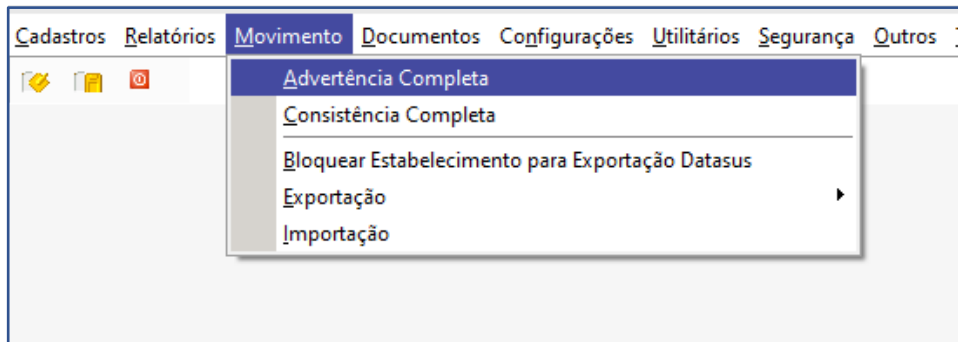 Cadastros Relatórios Movimento Documentos Configurações Utilitários Segurança Outros
Advertência Completa
Consistência Completa
Bloquear Estabelecimento para Exportação Datasus
Exportação
Importação